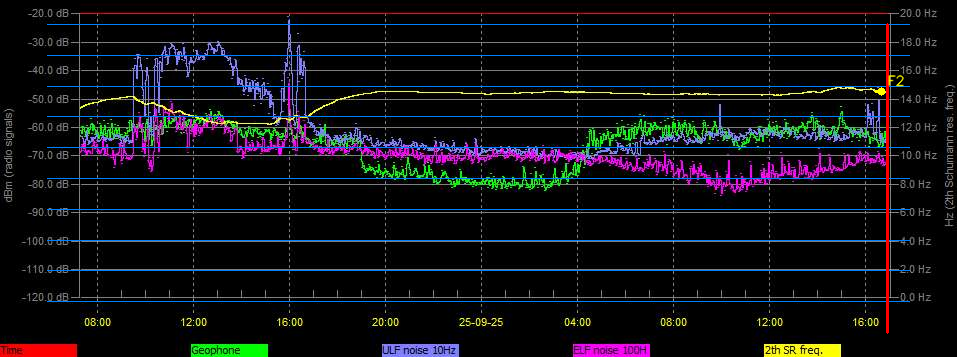 -20.0 dB 20.0 Hz
-30.0 dB 18.0 Hz
-40.0 dB 16.0 Hz
F2
-50.0 dB 14.0 Hz
-60.0 dB 12.0 Hz
-70.0 dB 10.0 Hz
-80.0 dB 8.0 Hz
-90.0 dB 6.0 Hz
-100.0 dB 4.0 Hz
-110.0 dB 2.0 Hz
-120.0 dB 0.0 Hz
dBm (radio signals)
Hz (2th Schumann res. freq.)
08:00 12:00 16:00 20:00 25-09-25 04:00 08:00 12:00 16:00
Time Geophone ULF noise 10Hz ELF noise 100H 2th SR freq.